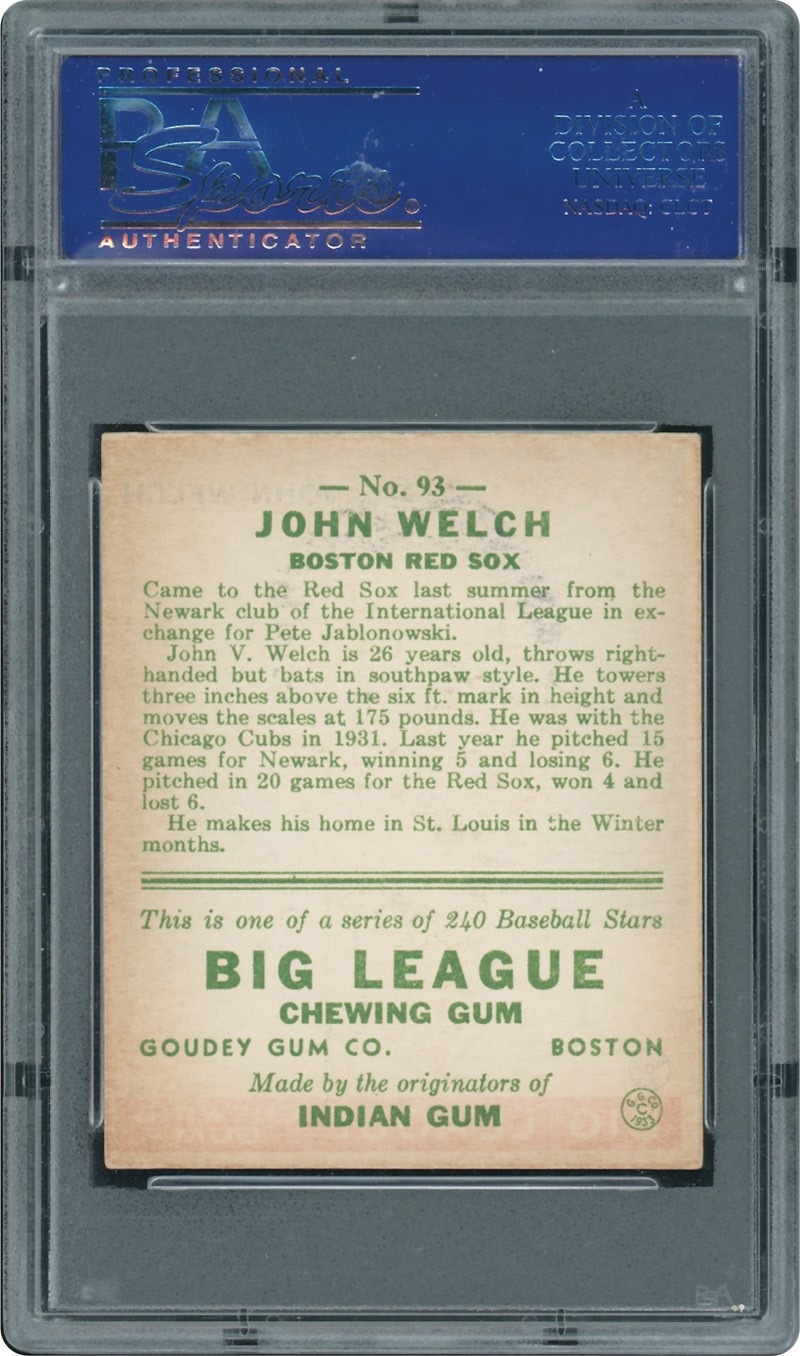 PROFESSIONAL
PSA
Sports
AUTHENTICATOR
A
DIVISION OF
COLLECTORS
UNIVERSE
NASDAQ: CLCT
— No. 93 —
JOHN WELCH
BOSTON RED SOX
Came to the Red Sox last summer from the
Newark club of the International League in ex-
change for Pete Jablonowski.
John V. Welch is 26 years old, throws right-
handed but bats in southpaw style. He towers
three inches above the six ft. mark in height and
moves the scales at 175 pounds. He was with the
Chicago Cubs in 1931. Last year he pitched 15
games for Newark, winning 5 and losing 6. He
pitched in 20 games for the Red Sox, won 4 and
lost 6.
He makes his home in St. Louis in the Winter
months.
This is one of a series of 240 Baseball Stars
BIG LEAGUE
CHEWING GUM
GOUDEY GUM CO. BOSTON
Made by the originators of
INDIAN GUM
G. G. CO.
C
1933
PSA